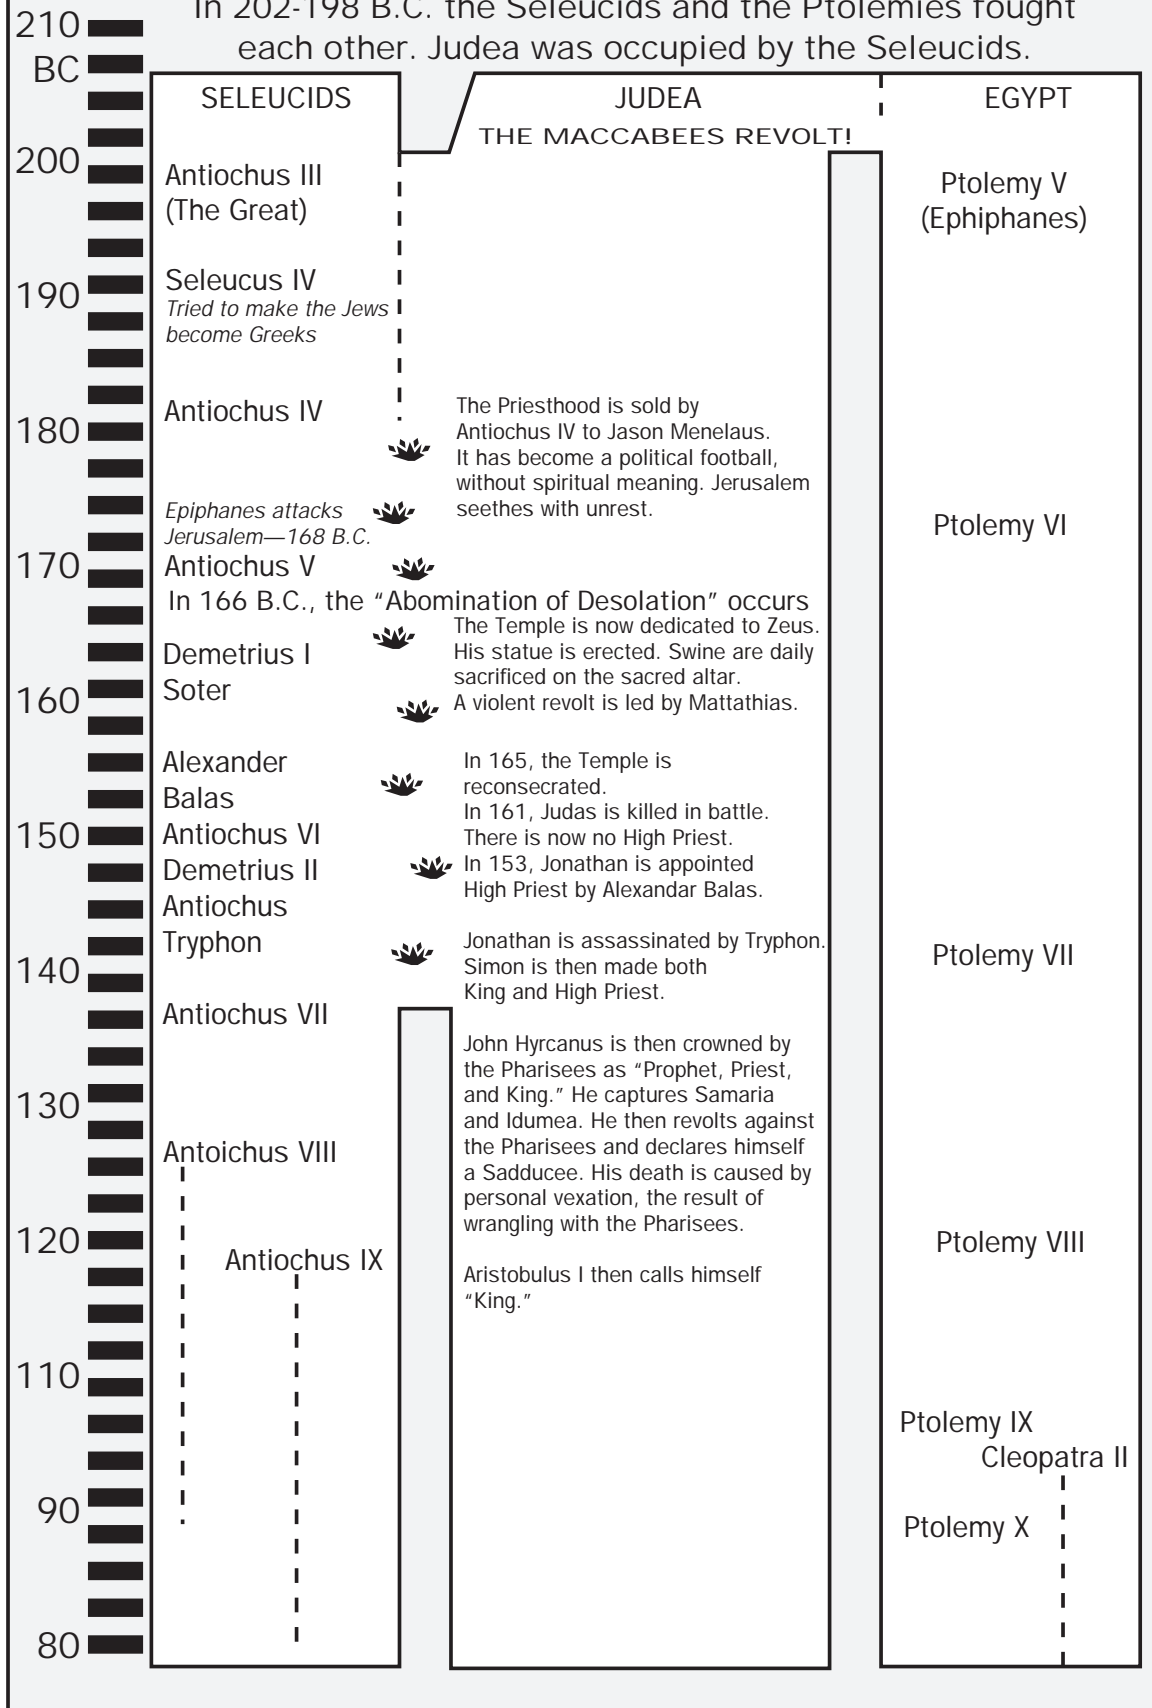 In 202-198 B.C. the Seleucids and the Ptolemies fought
each other. Judea was occupied by the Seleucids.
210
BC
200
190
180
170
160
150
140
130
120
110
90
80
SELEUCIDS
Antiochus III
(The Great)
Seleucus IV
Tried to make the Jews
become Greeks
Antiochus IV
Epiphanes attacks
Jerusalem—168 B.C.
Antiochus V
In 166 B.C., the “Abomination of Desolation” occurs
Demetrius I
Soter
Alexander
Balas
Antiochus VI
Demetrius II
Antiochus
Tryphon
Antiochus VII
Antoichus VIII
Antiochus IX
JUDEA
THE MACCABEES REVOLT!
The Priesthood is sold by
Antiochus IV to Jason Menelaus.
It has become a political football,
without spiritual meaning. Jerusalem
seethes with unrest.
The Temple is now dedicated to Zeus.
His statue is erected. Swine are daily
sacrificed on the sacred altar.
A violent revolt is led by Mattathias.
In 165, the Temple is
reconsecrated.
In 161, Judas is killed in battle.
There is now no High Priest.
In 153, Jonathan is appointed
High Priest by Alexandar Balas.
Jonathan is assassinated by Tryphon.
Simon is then made both
King and High Priest.
John Hyrcanus is then crowned by
the Pharisees as “Prophet, Priest,
and King.” He captures Samaria
and Idumea. He then revolts against
the Pharisees and declares himself
a Sadducee. His death is caused by
personal vexation, the result of
wrangling with the Pharisees.
Aristobulus I then calls himself
“King.”
EGYPT
Ptolemy V
(Ephiphanes)
Ptolemy VI
Ptolemy VII
Ptolemy VIII
Ptolemy IX
Cleopatra II
Ptolemy X